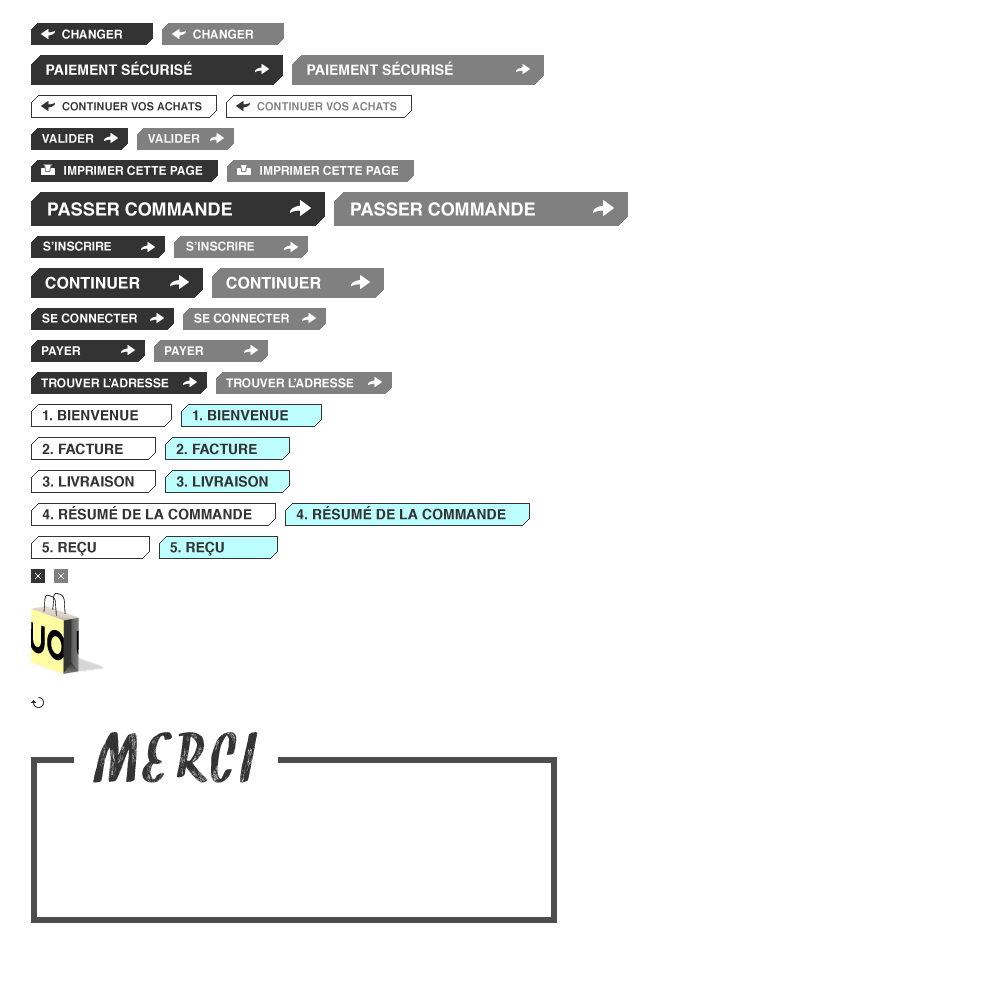 CHANGER CHANGER
PAIEMENT SÉCURISÉ PAIEMENT SÉCURISÉ
CONTINUER VOS ACHATS CONTINUER VOS ACHATS
VALIDER VALIDER
IMPRIMER CETTE PAGE IMPRIMER CETTE PAGE
PASSER COMMANDE PASSER COMMANDE
S'INSCRIRE S'INSCRIRE
CONTINUER CONTINUER
SE CONNECTER SE CONNECTER
PAYER PAYER
TROUVER L'ADRESSE TROUVER L'ADRESSE
1. BIENVENUE 1. BIENVENUE
2. FACTURE 2. FACTURE
3. LIVRAISON 3. LIVRAISON
4. RÉSUMÉ DE LA COMMANDE 4. RÉSUMÉ DE LA COMMANDE
5. REÇU 5. REÇU
UO
MERCI